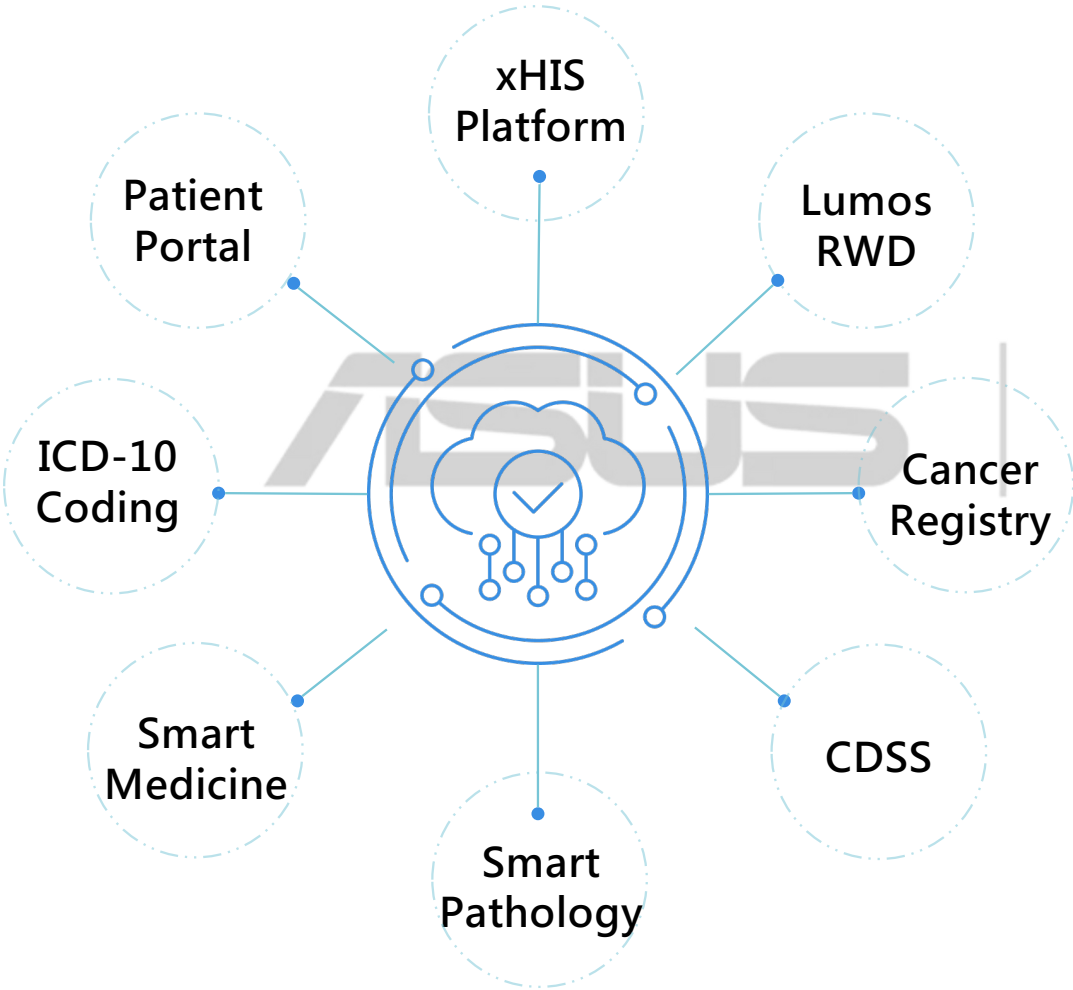 xHIS
Platform
Patient
Portal
Lumos
RWD
ASUS
ICD-10
Coding
Cancer
Registry
Smart
Medicine
CDSS
Smart
Pathology